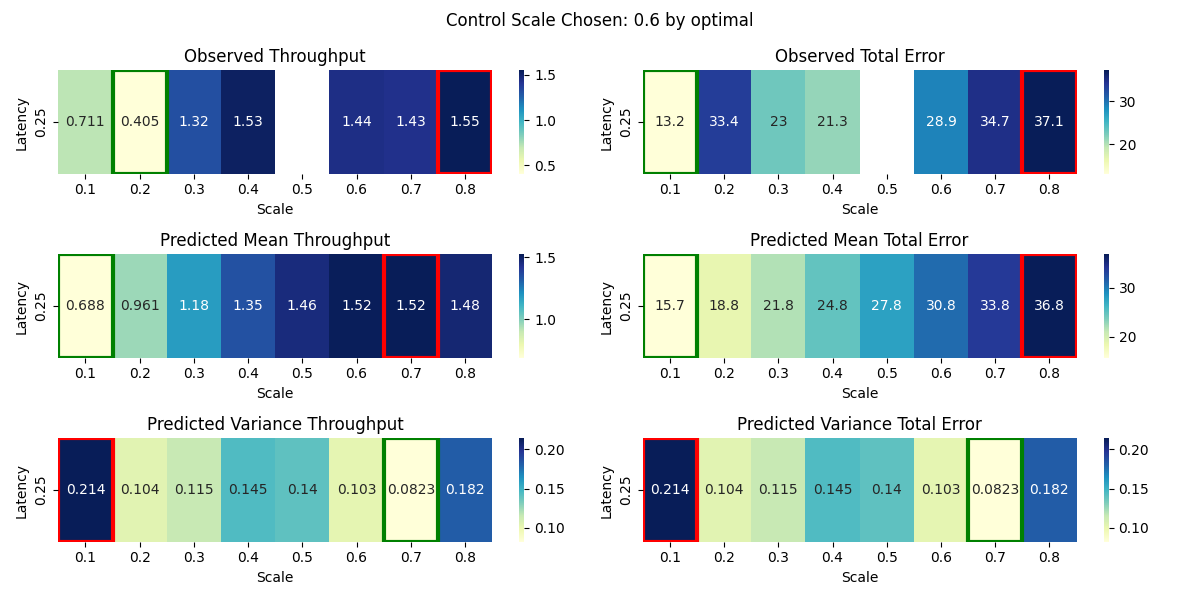 Control Scale Chosen: 0.6 by optimal
Observed Throughput
Latency
0.25
0.711 0.405 1.32 1.53 1.44 1.43 1.55
0.1 0.2 0.3 0.4 0.5 0.6 0.7 0.8
Scale
1.5
1.0
0.5
Observed Total Error
Latency
0.25
13.2 33.4 23 21.3 28.9 34.7 37.1
0.1 0.2 0.3 0.4 0.5 0.6 0.7 0.8
Scale
30
20
Predicted Mean Throughput
Latency
0.25
0.688 0.961 1.18 1.35 1.46 1.52 1.52 1.48
0.1 0.2 0.3 0.4 0.5 0.6 0.7 0.8
Scale
1.5
1.0
Predicted Mean Total Error
Latency
0.25
15.7 18.8 21.8 24.8 27.8 30.8 33.8 36.8
0.1 0.2 0.3 0.4 0.5 0.6 0.7 0.8
Scale
30
20
Predicted Variance Throughput
Latency
0.25
0.214 0.104 0.115 0.145 0.14 0.103 0.0823 0.182
0.1 0.2 0.3 0.4 0.5 0.6 0.7 0.8
Scale
0.20
0.15
0.10
Predicted Variance Total Error
Latency
0.25
0.214 0.104 0.115 0.145 0.14 0.103 0.0823 0.182
0.1 0.2 0.3 0.4 0.5 0.6 0.7 0.8
Scale
0.20
0.15
0.10